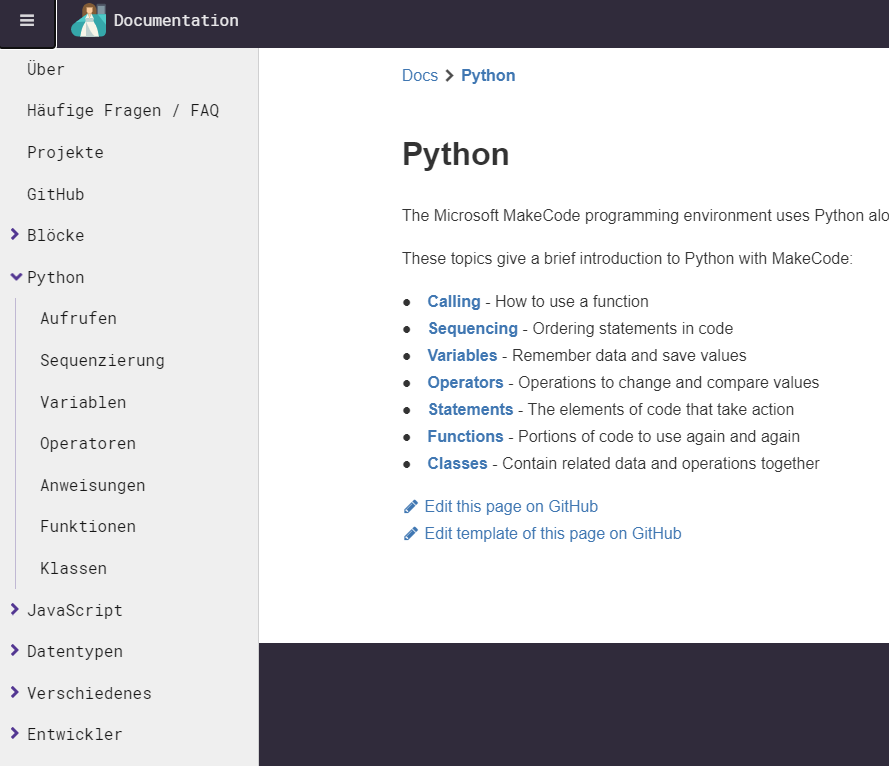 Documentation
Über
Häufige Fragen / FAQ
Projekte
GitHub
Blöcke
Python
Aufrufen
Sequenzierung
Variablen
Operatoren
Anweisungen
Funktionen
Klassen
JavaScript
Datentypen
Verschiedenes
Entwickler
Docs > Python
Python
The Microsoft MakeCode programming environment uses Python alo
These topics give a brief introduction to Python with MakeCode:
● Calling - How to use a function
● Sequencing - Ordering statements in code
● Variables - Remember data and save values
● Operators - Operations to change and compare values
● Statements - The elements of code that take action
● Functions - Portions of code to use again and again
● Classes - Contain related data and operations together
Edit this page on GitHub
Edit template of this page on GitHub